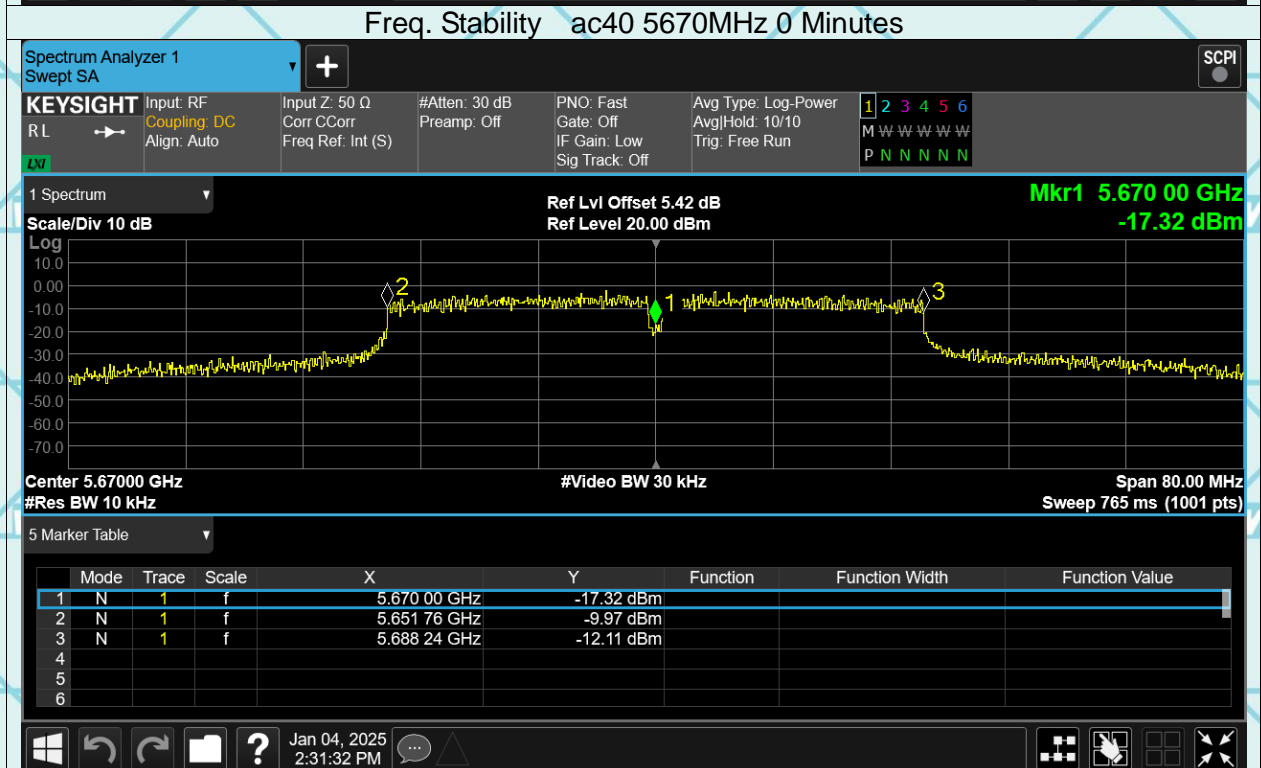 Freq. Stability ac40 5670MHz 0 Minutes
Spectrum Analyzer 1
Swept SA
+
SCPI
KEYSIGHT
R L
LXI
Input: RF
Coupling: DC
Align: Auto
Input Z: 50 Ω
Corr CCorr
Freq Ref: Int (S)
#Atten: 30 dB
Preamp: Off
PNO: Fast
Gate: Off
IF Gain: Low
Sig Track: Off
Avg Type: Log-Power
Avg|Hold: 10/10
Trig: Free Run
1 2 3 4 5 6
M W W W W W
P N N N N N
1 Spectrum
Scale/Div 10 dB
Ref Lvl Offset 5.42 dB
Ref Level 20.00 dBm
Mkr1 5.670 00 GHz
-17.32 dBm
Log
10.0
0.00
-10.0
-20.0
-30.0
-40.0
-50.0
-60.0
-70.0
2
1
3
Center 5.67000 GHz
#Res BW 10 kHz
#Video BW 30 kHz
Span 80.00 MHz
Sweep 765 ms (1001 pts)
5 Marker Table
Mode Trace Scale X Y Function Function Width Function Value
1 N 1 f 5.670 00 GHz -17.32 dBm
2 N 1 f 5.651 76 GHz -9.97 dBm
3 N 1 f 5.688 24 GHz -12.11 dBm
4
5
6
?
Jan 04, 2025
2:31:32 PM